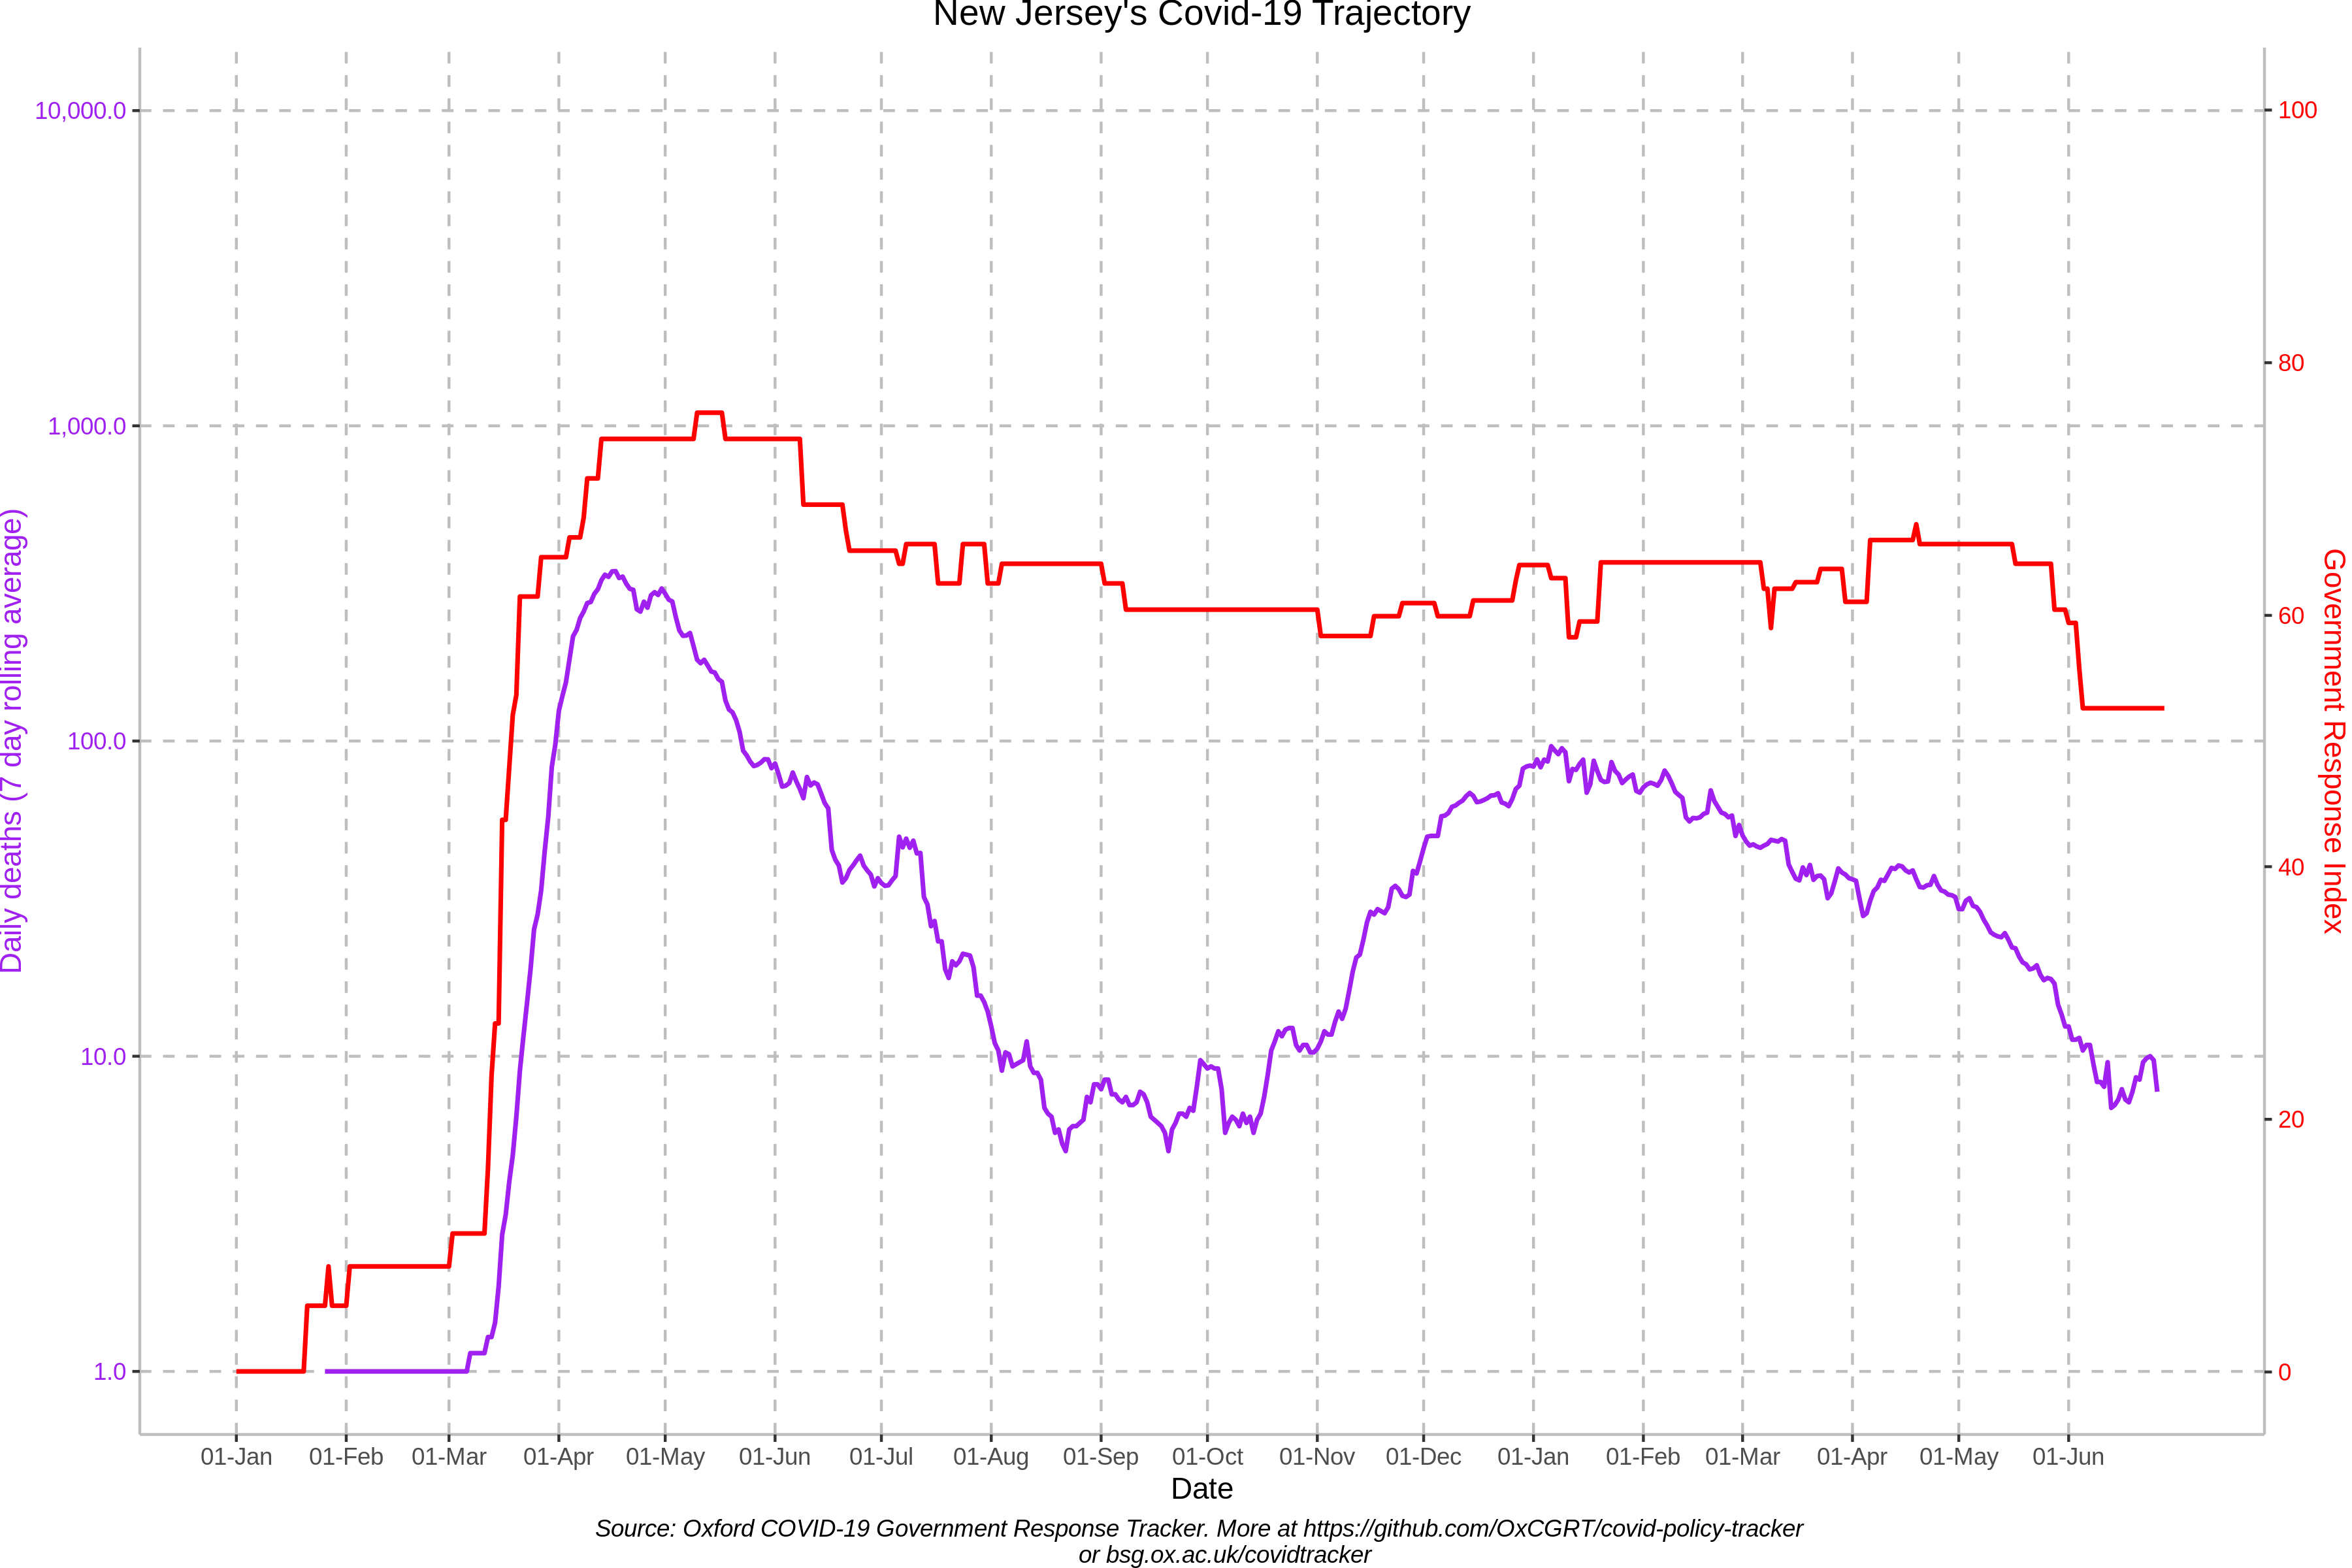 New Jersey's Covid-19 Trajectory
10,000.0
1,000.0
100.0
10.0
1.0
Daily deaths (7 day rolling average)
100
80
60
40
20
0
Government Response Index
01-Jan 01-Feb 01-Mar 01-Apr 01-May 01-Jun 01-Jul 01-Aug 01-Sep 01-Oct 01-Nov 01-Dec 01-Jan 01-Feb 01-Mar 01-Apr 01-May 01-Jun
Date
Source: Oxford COVID-19 Government Response Tracker. More at https://github.com/OxCGRT/covid-policy-tracker
or bsg.ox.ac.uk/covidtracker